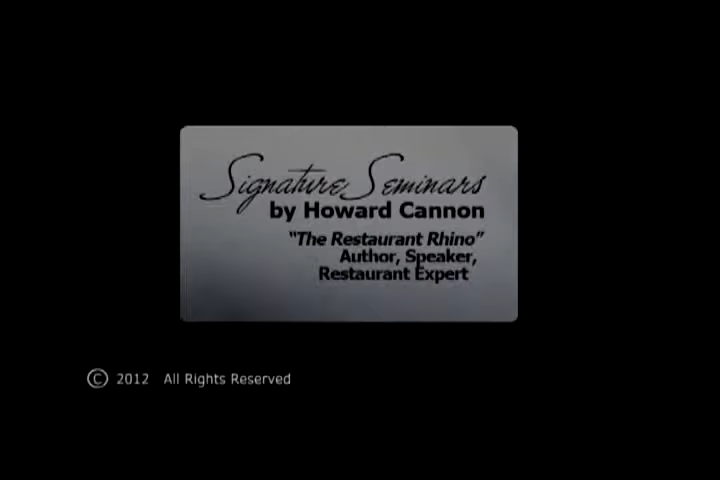 Signature Seminars
by Howard Cannon
“The Restaurant Rhino”
Author, Speaker,
Restaurant Expert
© 2012 All Rights Reserved